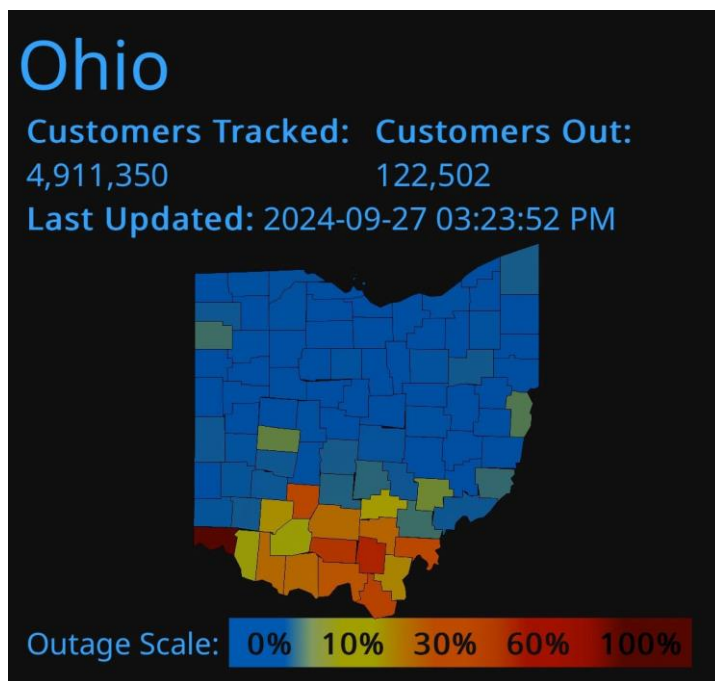 Ohio
Customers Tracked: Customers Out:
4,911,350 122,502
Last Updated: 2024-09-27 03:23:52 PM
Outage Scale: 0% 10% 30% 60% 100%